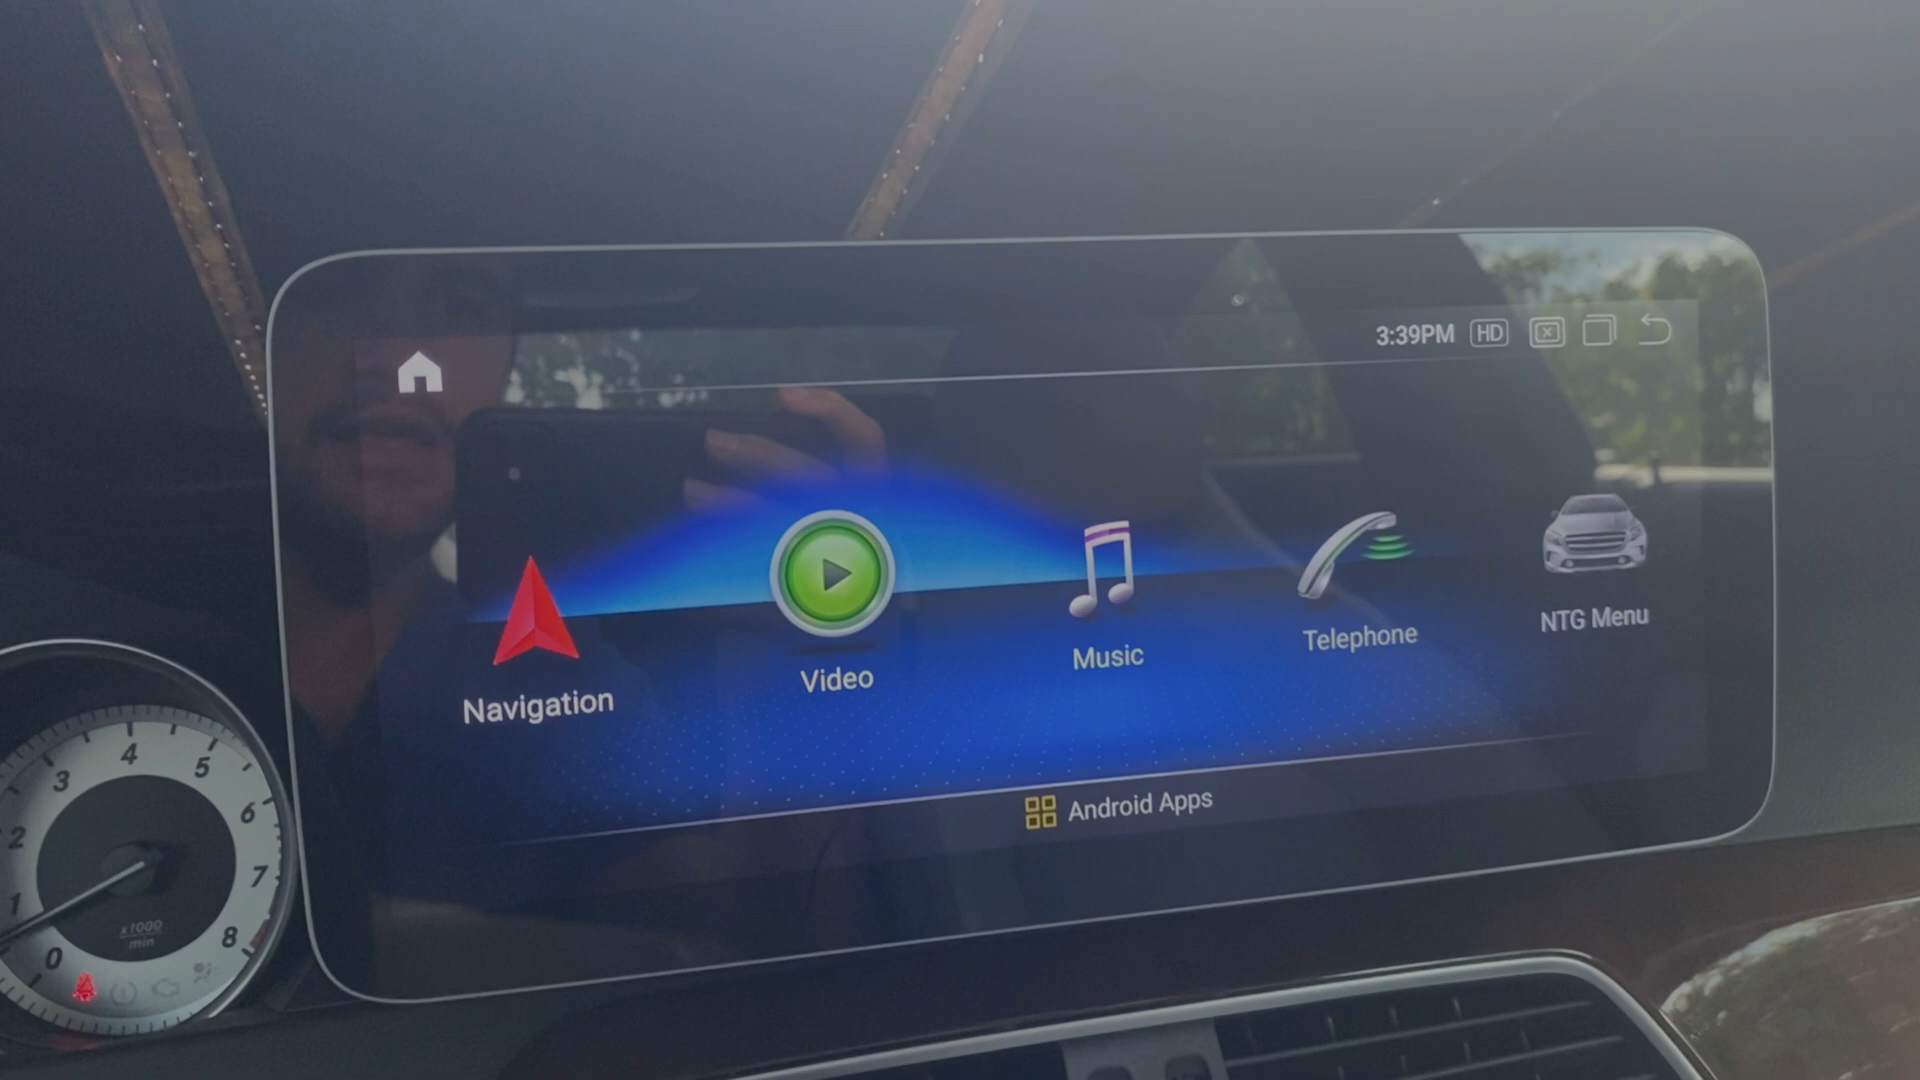 3:39PM HD
Navigation
Video
Music
Telephone
NTG Menu
Android Apps
0
1
2
3
4
5
6
7
8
x1000
min